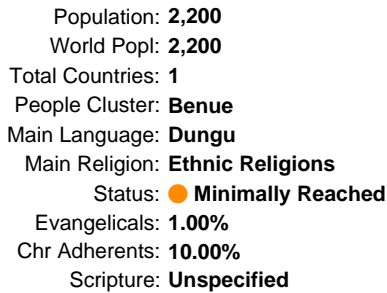 Population: 2,200
World Popl: 2,200
Total Countries: 1
People Cluster: Benue
Main Language: Dungu
Main Religion: Ethnic Religions
Status: Minimally Reached
Evangelicals: 1.00%
Chr Adherents: 10.00%
Scripture: Unspecified